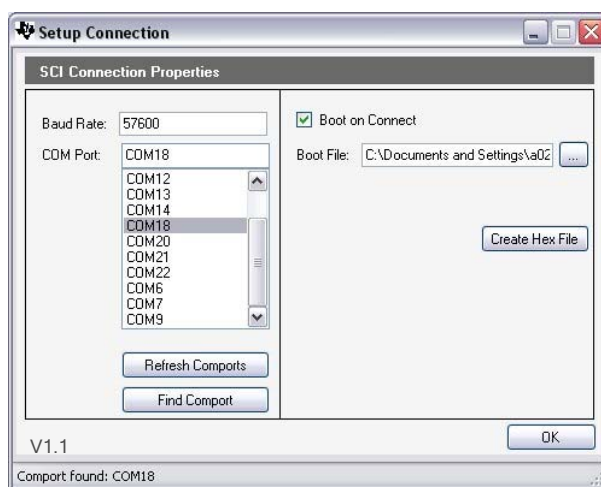 Setup Connection
SCI Connection Properties
Baud Rate: 57600
COM Port: COM18
COM12
COM13
COM14
COM18
COM20
COM21
COM22
COM6
COM7
COM9
Refresh Comports
Find Comport
Boot on Connect
Boot File: C:\Documents and Settings\a02 ...
Create Hex File
V1.1
OK
Comport found: COM18